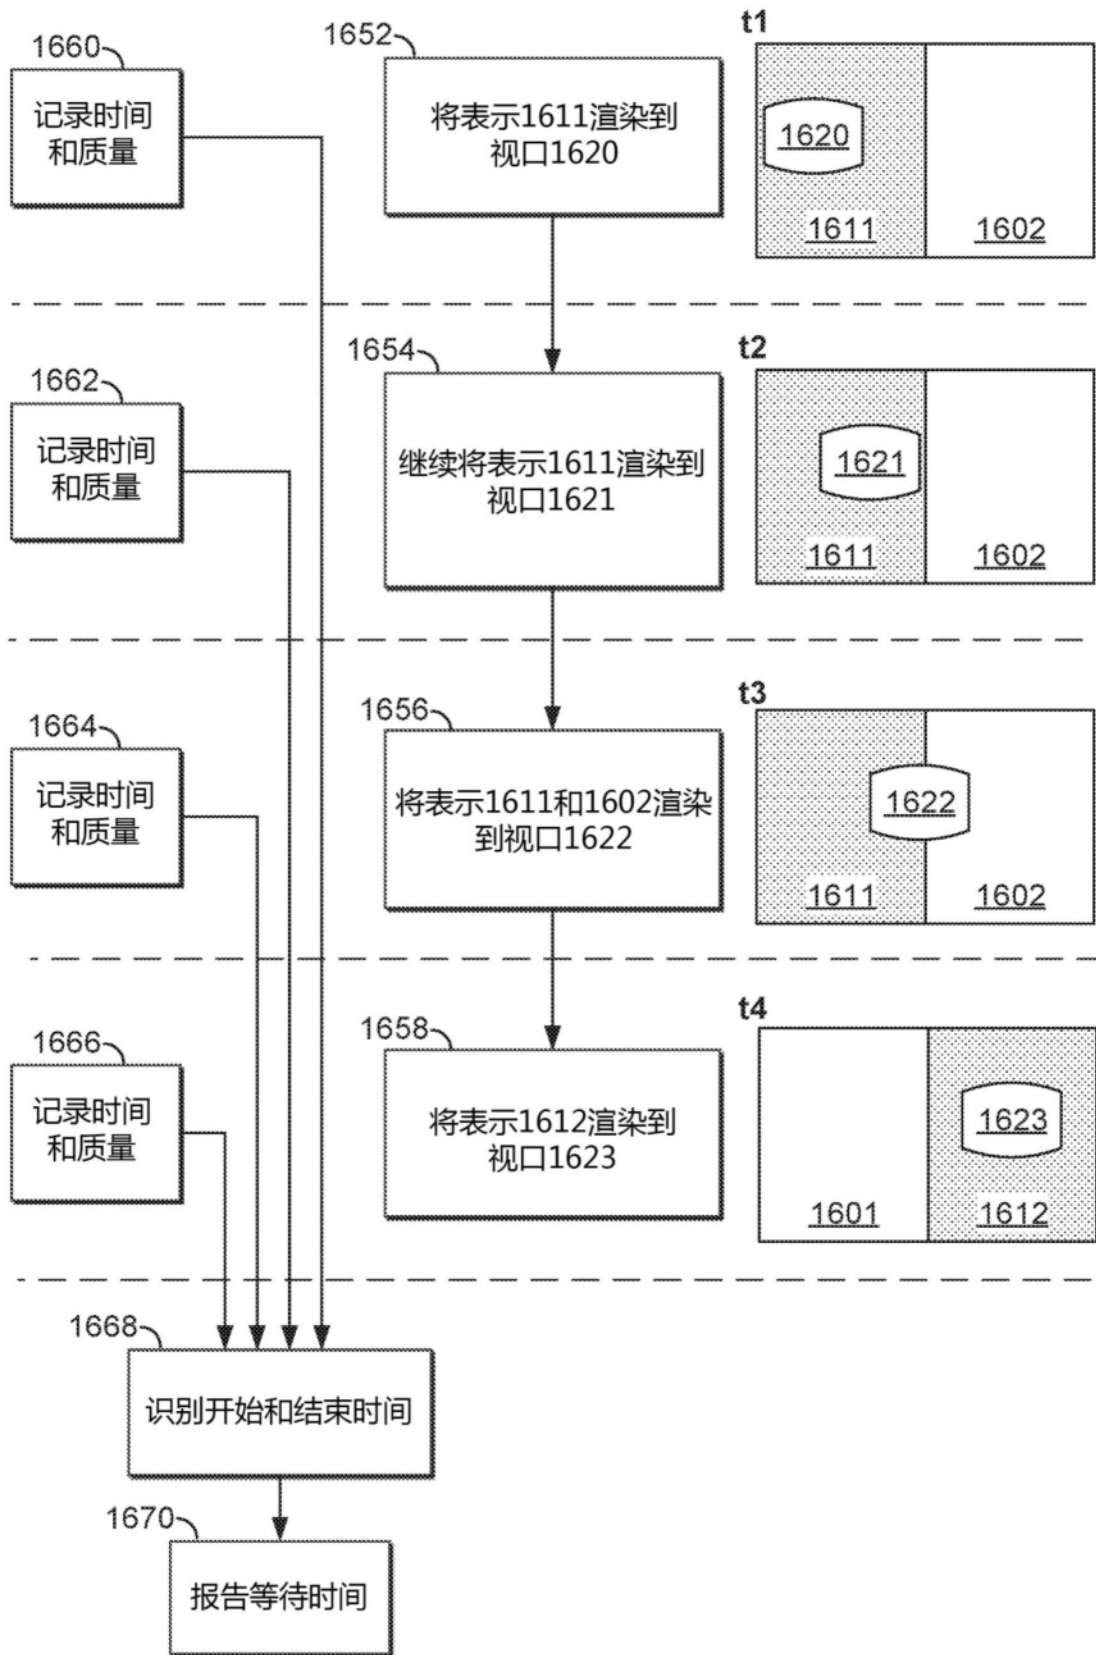 1660
记录时间
和质量
1652
将表示1611渲染到
视口1620
t1
1620
1611
1602
1662
记录时间
和质量
1654
继续将表示1611渲染到
视口1621
t2
1621
1611
1602
1664
记录时间
和质量
1656
将表示1611和1602渲染
到视口1622
t3
1622
1611
1602
1666
记录时间
和质量
1658
将表示1612渲染到
视口1623
t4
1623
1601
1612
1668
识别开始和结束时间
1670
报告等待时间